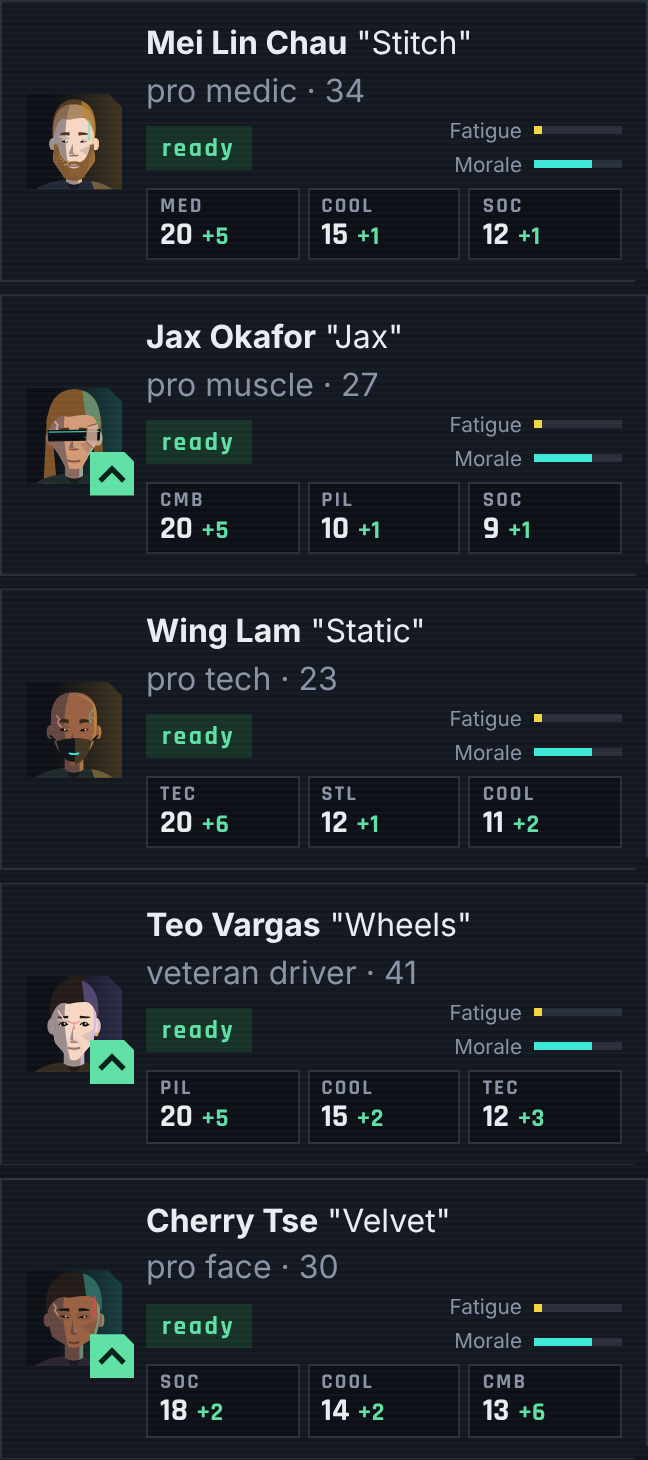 Mei Lin Chau "Stitch"
pro medic · 34
ready
Fatigue
Morale
MED COOL SOC
20 +5 15 +1 12 +1
Jax Okafor "Jax"
pro muscle · 27
ready
Fatigue
Morale
CMB PIL SOC
20 +5 10 +1 9 +1
Wing Lam "Static"
pro tech · 23
ready
Fatigue
Morale
TEC STL COOL
20 +6 12 +1 11 +2
Teo Vargas "Wheels"
veteran driver · 41
ready
Fatigue
Morale
PIL COOL TEC
20 +5 15 +2 12 +3
Cherry Tse "Velvet"
pro face · 30
ready
Fatigue
Morale
SOC COOL CMB
18 +2 14 +2 13 +6